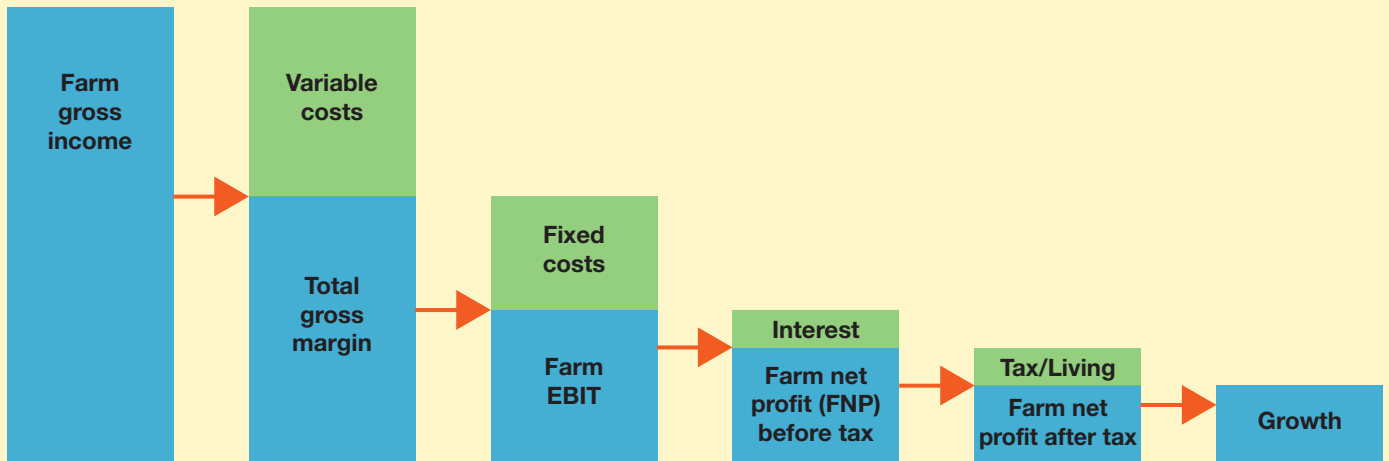 Farm
gross
income
Variable
costs
Total
gross
margin
Fixed
costs
Farm
EBIT
Interest
Farm net
profit (FNP)
before tax
Tax/Living
Farm net
profit after tax
Growth